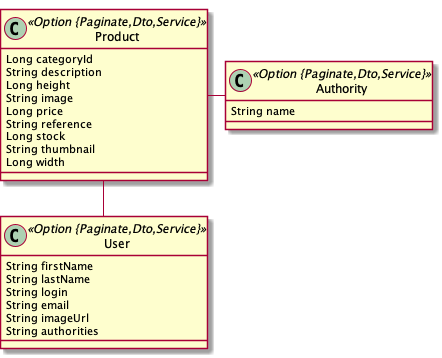 C «Option {Paginate,Dto,Service}»
Product
Long categoryId
String description
Long height
String image
Long price
String reference
Long stock
String thumbnail
Long width
C «Option {Paginate,Dto,Service}»
Authority
String name
C «Option {Paginate,Dto,Service}»
User
String firstName
String lastName
String login
String email
String imageUrl
String authorities